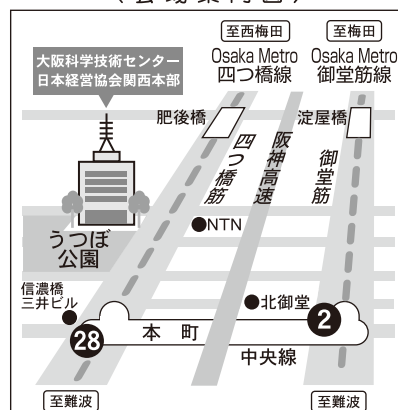 （会場案内図）
至西梅田
至梅田
Osaka Metro
四つ橋線
Osaka Metro
御堂筋線
大阪科学技術センター
日本経営協会関西本部
肥後橋
淀屋橋
四つ橋筋
阪神高速
御堂筋
NTN
うつぼ
公園
信濃橋
三井ビル
北御堂
2
28
本町
中央線
至難波
至難波